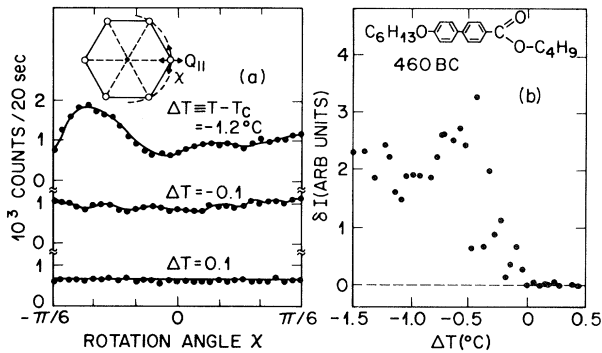 (a)
Q||
χ
ΔT≡T−Tc
=−1.2°C
ΔT=−0.1
ΔT=0.1
10³ COUNTS / 20 sec
2
1
0
1
0
1
0
−π/6
0
π/6
ROTATION ANGLE χ
C6H13O
C
O
O−C4H9
460BC
(b)
δI(ARB UNITS)
4
3
2
1
0
−1.5
−1.0
−0.5
0
0.5
ΔT(°C)